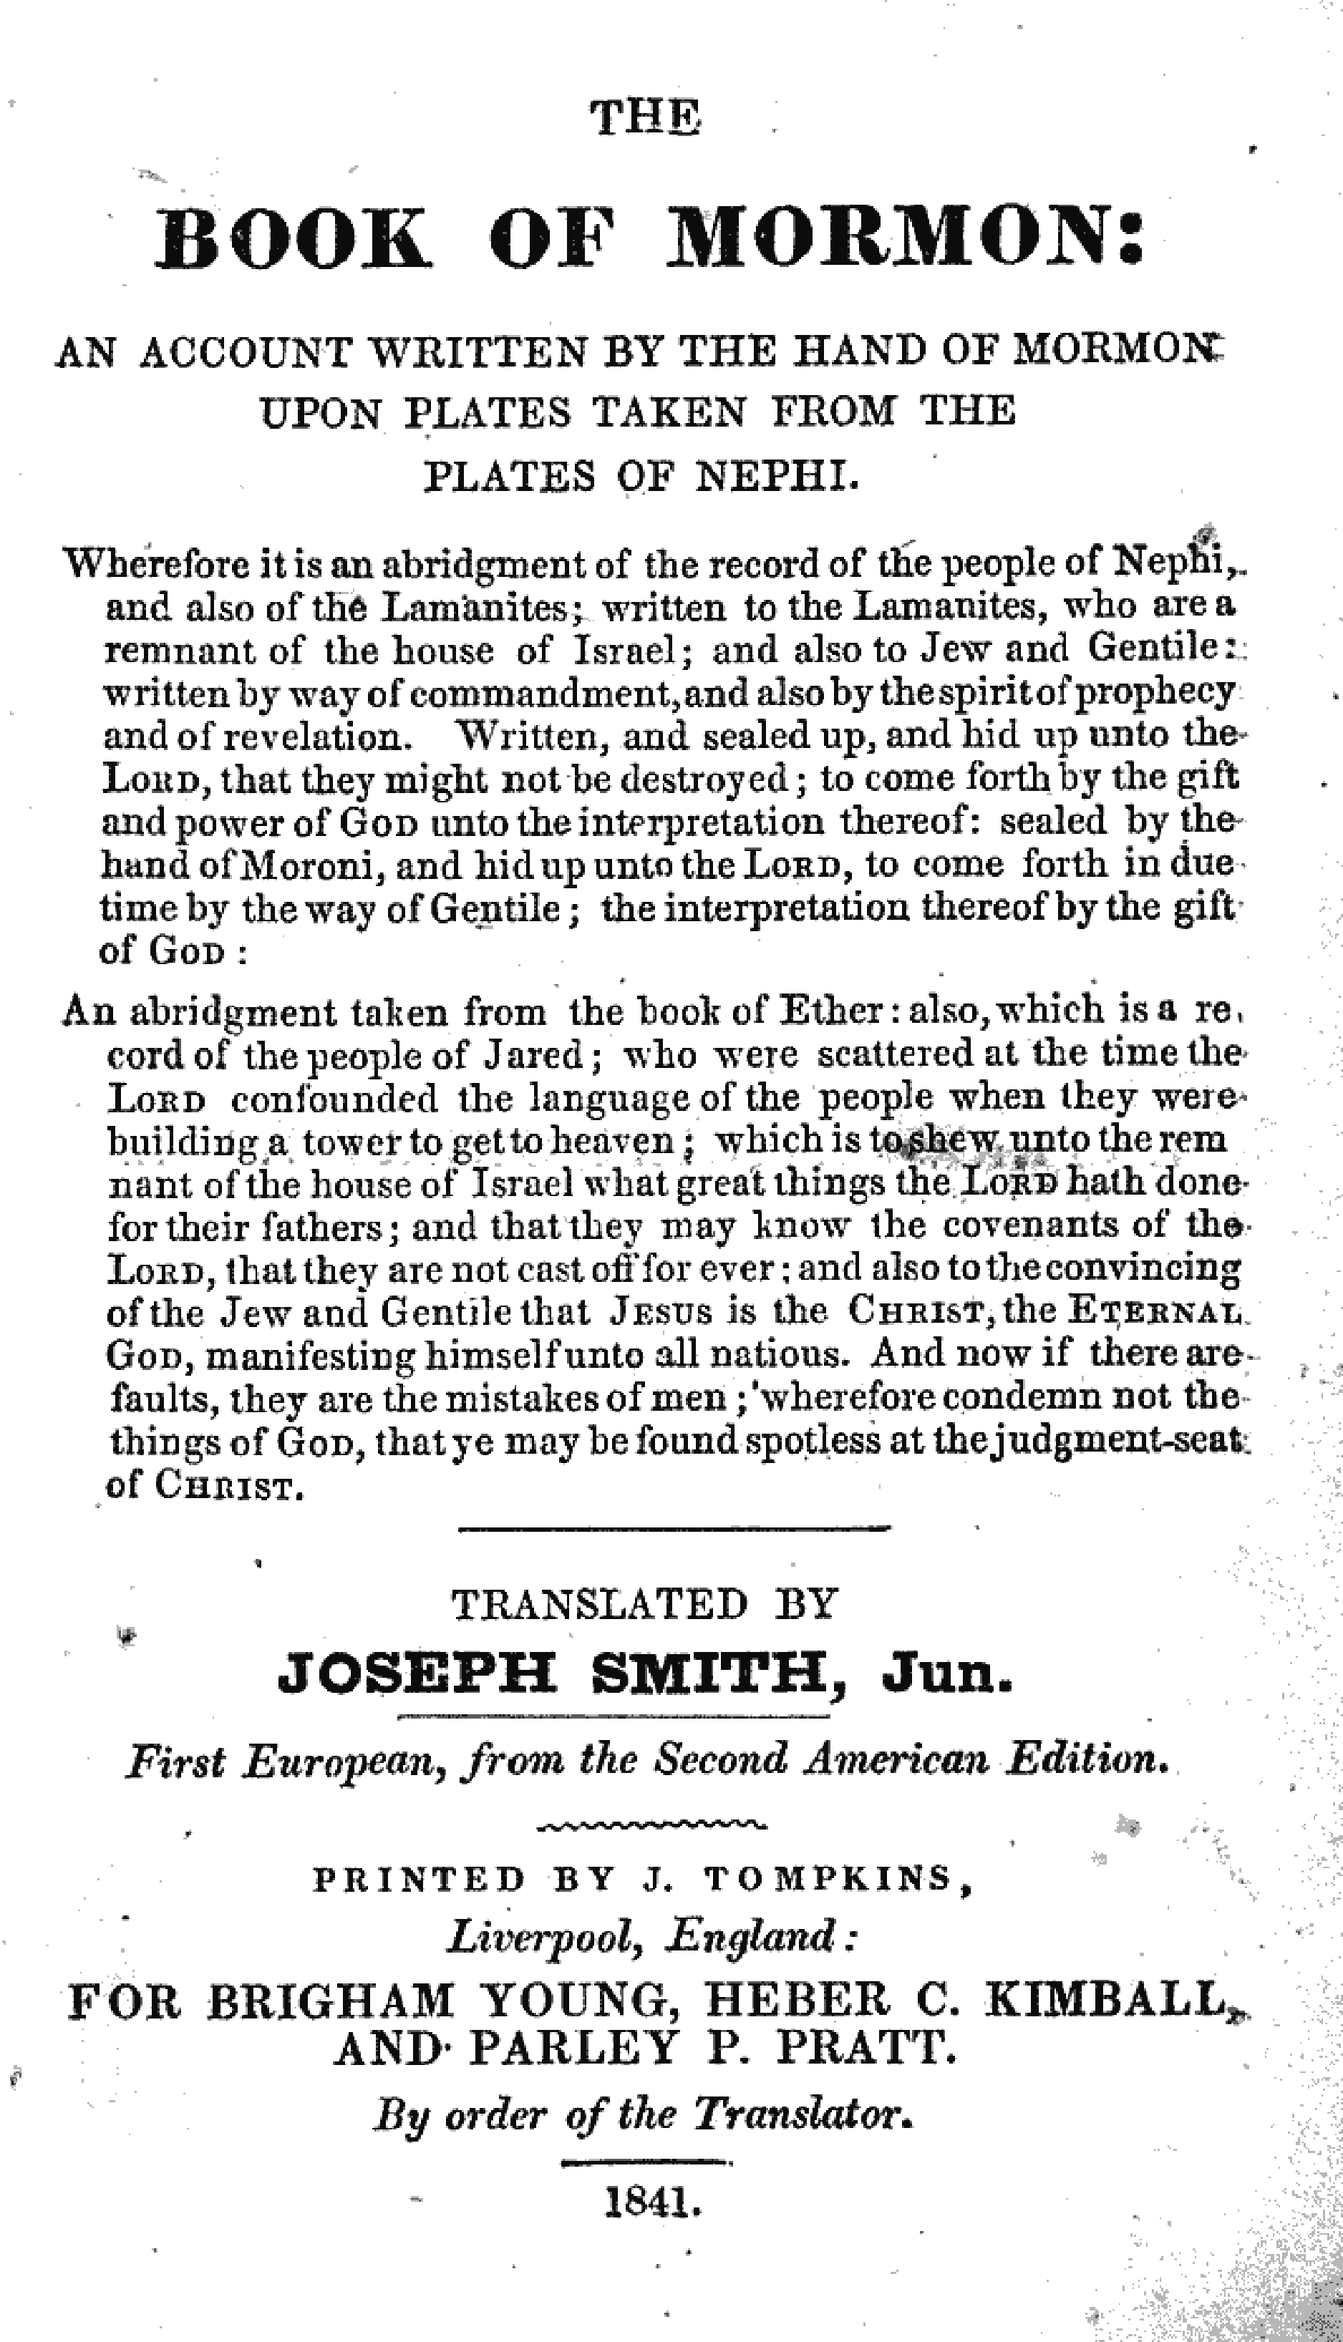 THE
BOOK OF MORMON:
AN ACCOUNT WRITTEN BY THE HAND OF MORMON
UPON PLATES TAKEN FROM THE
PLATES OF NEPHI.
Wherefore it is an abridgment of the record of the people of Nephi,
and also of the Lamanites; written to the Lamanites, who are a
remnant of the house of Israel; and also to Jew and Gentile:
written by way of commandment, and also by the spirit of prophecy
and of revelation. Written, and sealed up, and hid up unto the
LORD, that they might not be destroyed; to come forth by the gift
and power of GOD unto the interpretation thereof: sealed by the
hand of Moroni, and hid up unto the LORD, to come forth in due
time by the way of Gentile; the interpretation thereof by the gift
of GOD:
An abridgment taken from the book of Ether: also, which is a re,
cord of the people of Jared; who were scattered at the time the
LORD confounded the language of the people when they were
building a tower to get to heaven; which is to shew unto the rem
nant of the house of Israel what great things the LORD hath done
for their fathers; and that they may know the covenants of the
LORD, that they are not cast off for ever; and also to the convincing
of the Jew and Gentile that JESUS is the CHRIST, the ETERNAL
GOD, manifesting himself unto all nations. And now if there are
faults, they are the mistakes of men; wherefore condemn not the
things of GOD, that ye may be found spotless at the judgment-seat
of CHRIST.
TRANSLATED BY
JOSEPH SMITH, Jun.
First European, from the Second American Edition.
PRINTED BY J. TOMPKINS,
Liverpool, England:
FOR BRIGHAM YOUNG, HEBER C. KIMBALL,
AND PARLEY P. PRATT.
By order of the Translator.
1841.